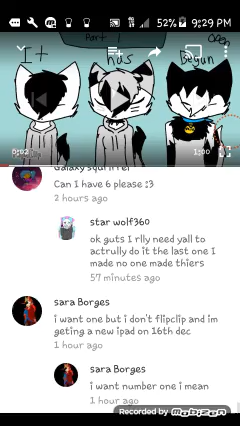 52% 9:29 PM
Part 1
It has Begun
0:02 1:00
Galaxy squirrel
Can I have 6 please :3
2 hours ago
star wolf360
ok guts I rlly need yall to
actrully do it the last one I
made no one made thiers
57 minutes ago
sara Borges
i want one but i don't flipclip and im
geting a new ipad on 16th dec
1 hour ago
sara Borges
i want number one i mean
1 hour ago
Recorded by Mobizen